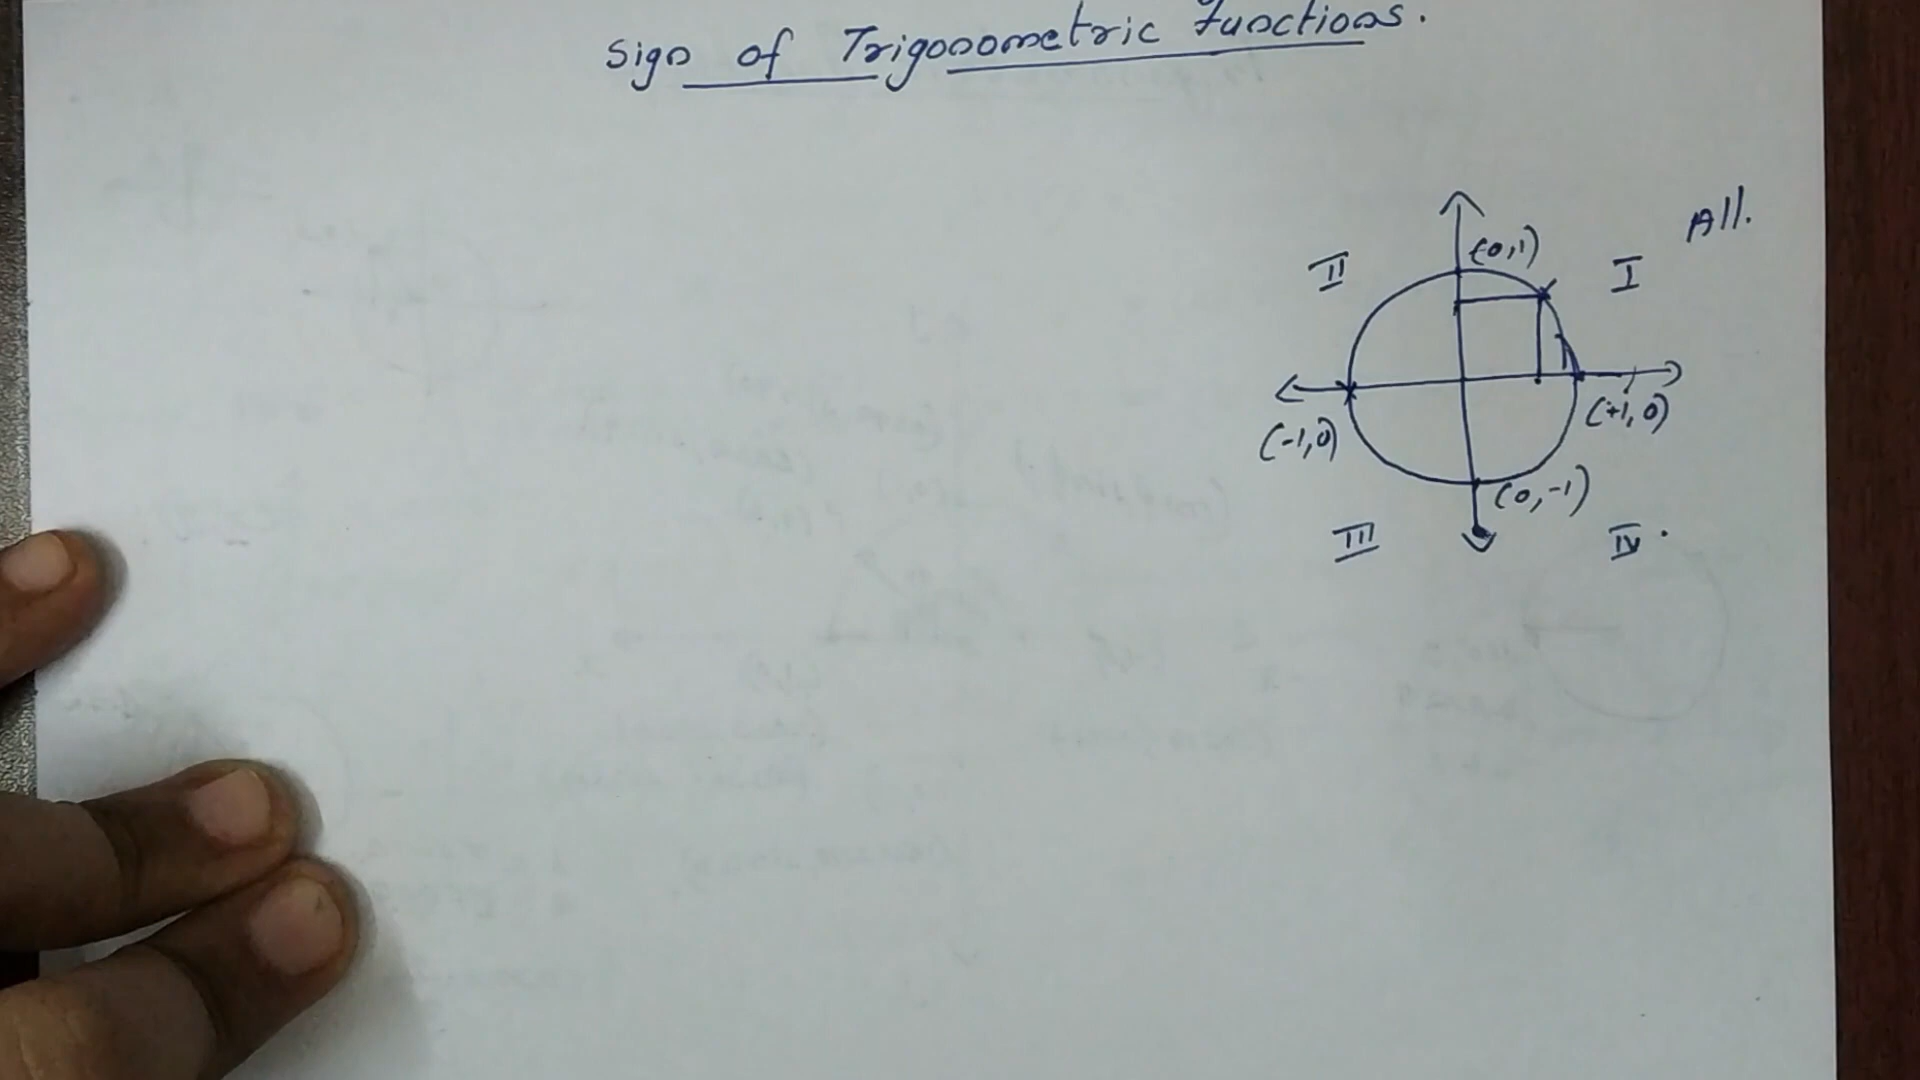 Sign of Trigonometric functions.
All.
(0,1)
II
I
(-1,0)
(+1,0)
(0,-1)
III
IV.